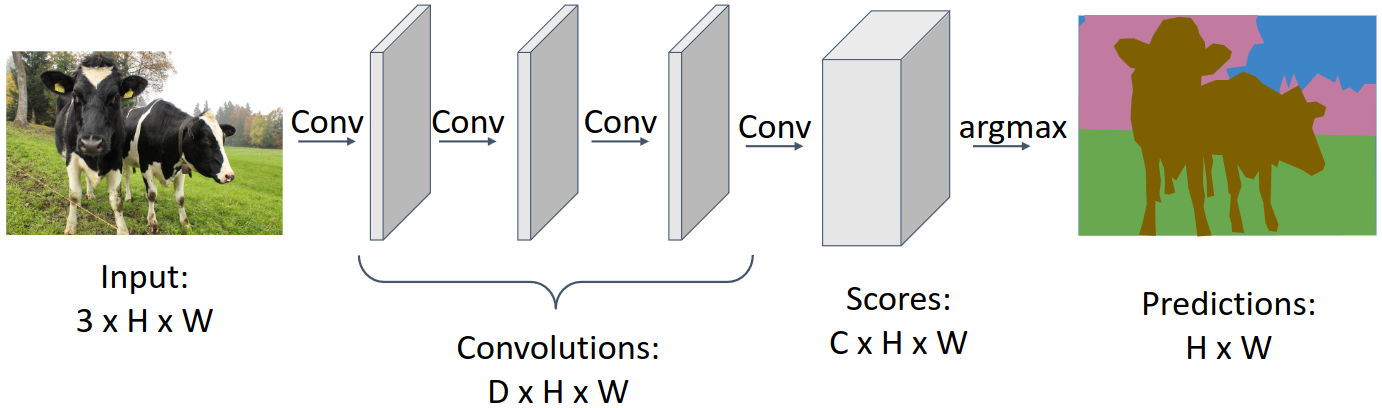 Conv
Conv
Conv
Conv
argmax
Input:
3 x H x W
Convolutions:
D x H x W
Scores:
C x H x W
Predictions:
H x W